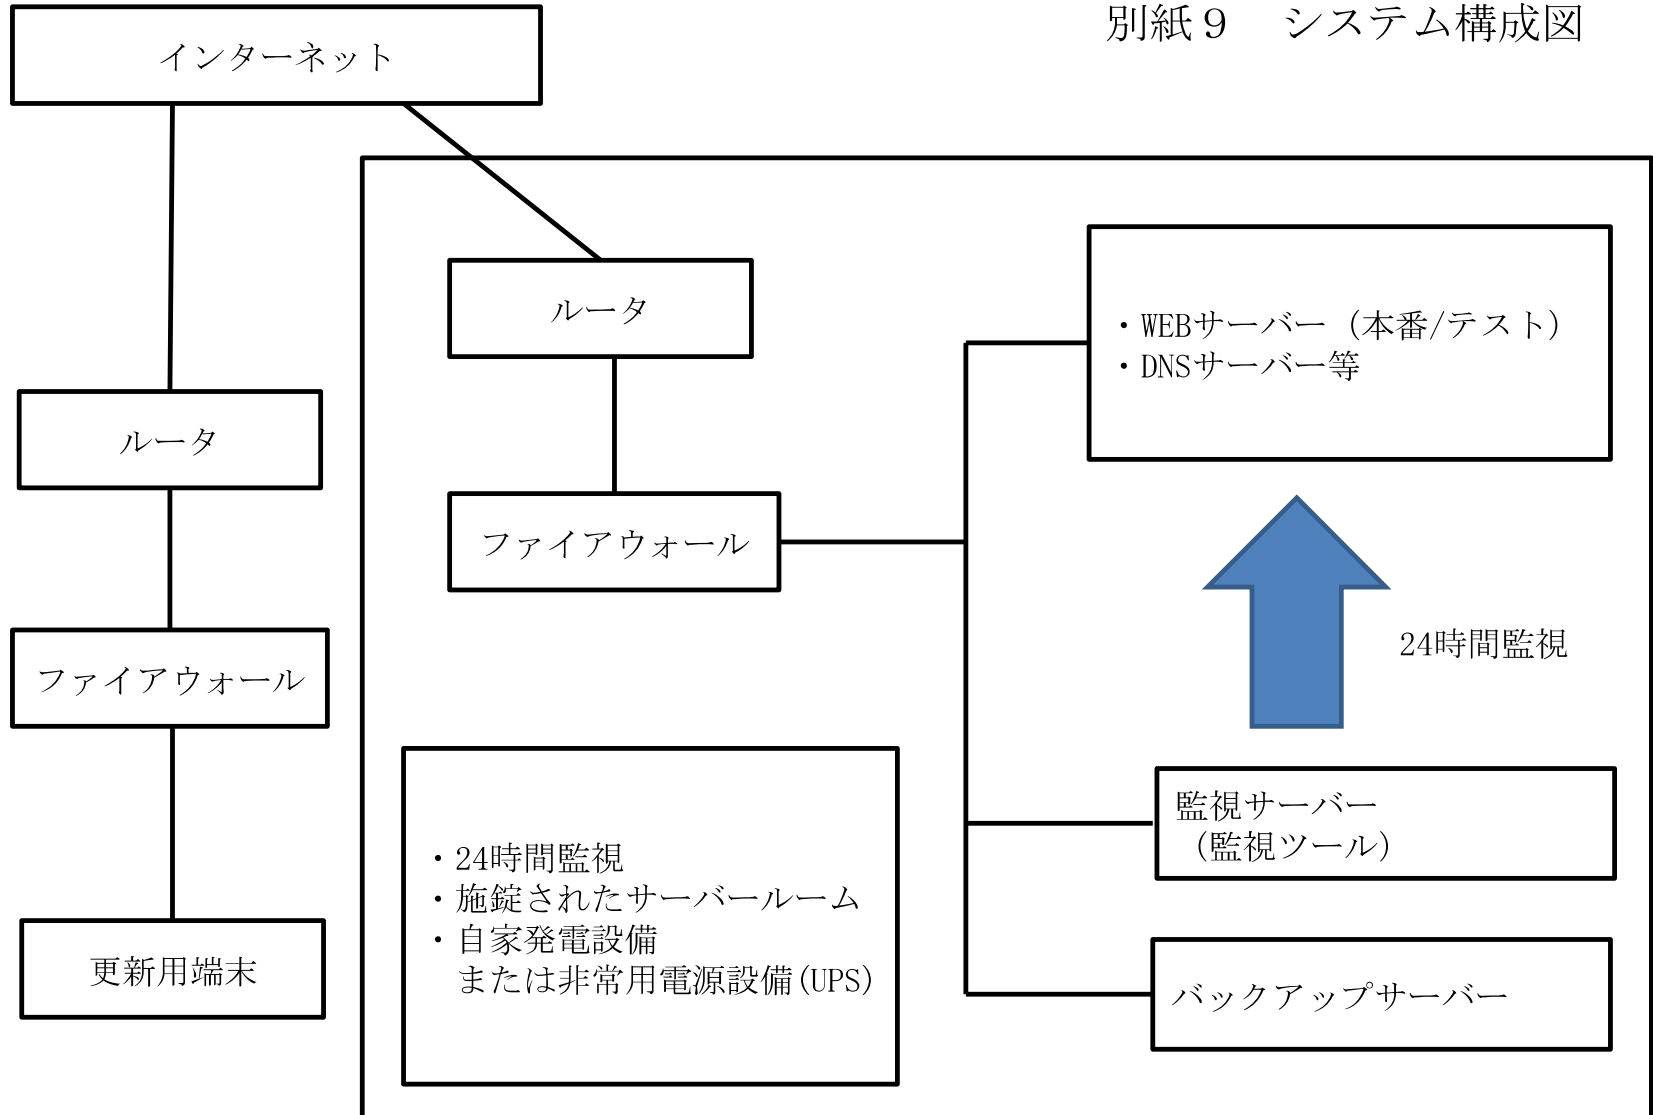 別紙９　システム構成図
インターネット
ルータ
ファイアウォール
更新用端末
ルータ
ファイアウォール
・WEBサーバー（本番/テスト）
・DNSサーバー等
24時間監視
監視サーバー
（監視ツール）
バックアップサーバー
・24時間監視
・施錠されたサーバールーム
・自家発電設備
または非常用電源設備(UPS)